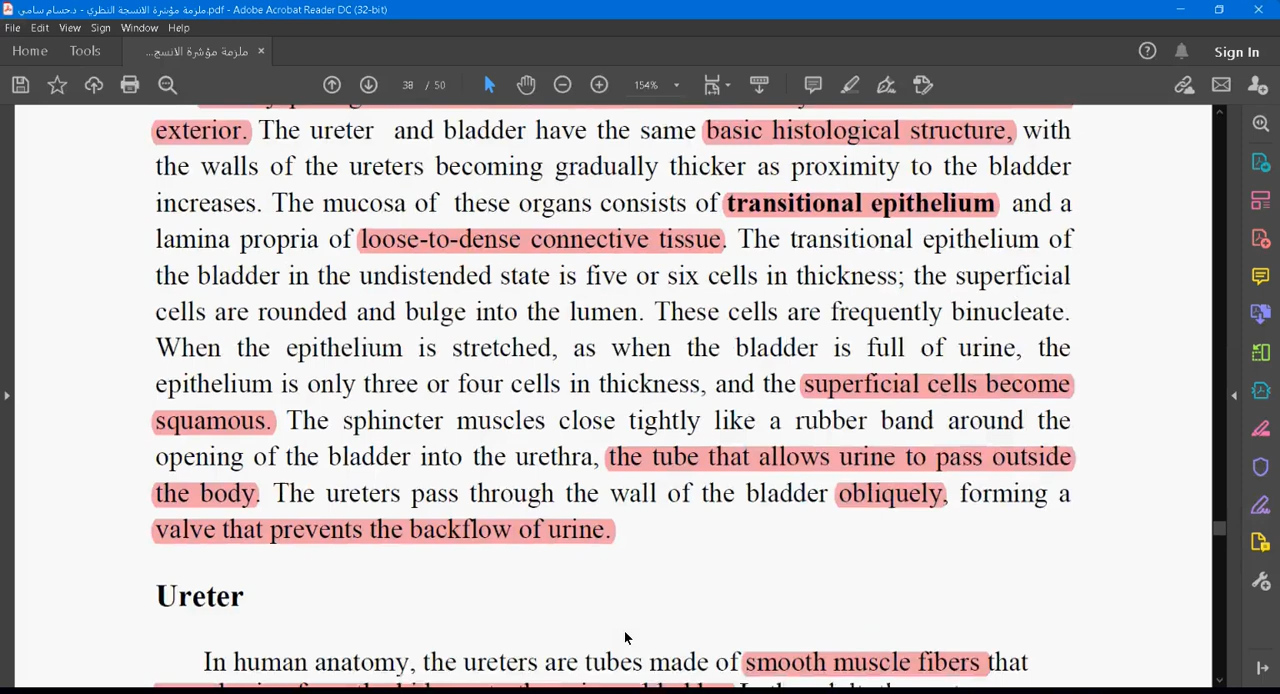 ملزمة مؤشرة الانسجة النظري - د.حسام سامي.pdf - Adobe Acrobat Reader DC (32-bit)
File Edit View Sign Window Help
Home Tools ملزمة مؤشرة الانسج... × Sign In
38 / 50 154%
exterior. The ureter and bladder have the same basic histological structure, with
the walls of the ureters becoming gradually thicker as proximity to the bladder
increases. The mucosa of these organs consists of transitional epithelium and a
lamina propria of loose-to-dense connective tissue. The transitional epithelium of
the bladder in the undistended state is five or six cells in thickness; the superficial
cells are rounded and bulge into the lumen. These cells are frequently binucleate.
When the epithelium is stretched, as when the bladder is full of urine, the
epithelium is only three or four cells in thickness, and the superficial cells become
squamous. The sphincter muscles close tightly like a rubber band around the
opening of the bladder into the urethra, the tube that allows urine to pass outside
the body. The ureters pass through the wall of the bladder obliquely, forming a
valve that prevents the backflow of urine.
Ureter
In human anatomy, the ureters are tubes made of smooth muscle fibers that